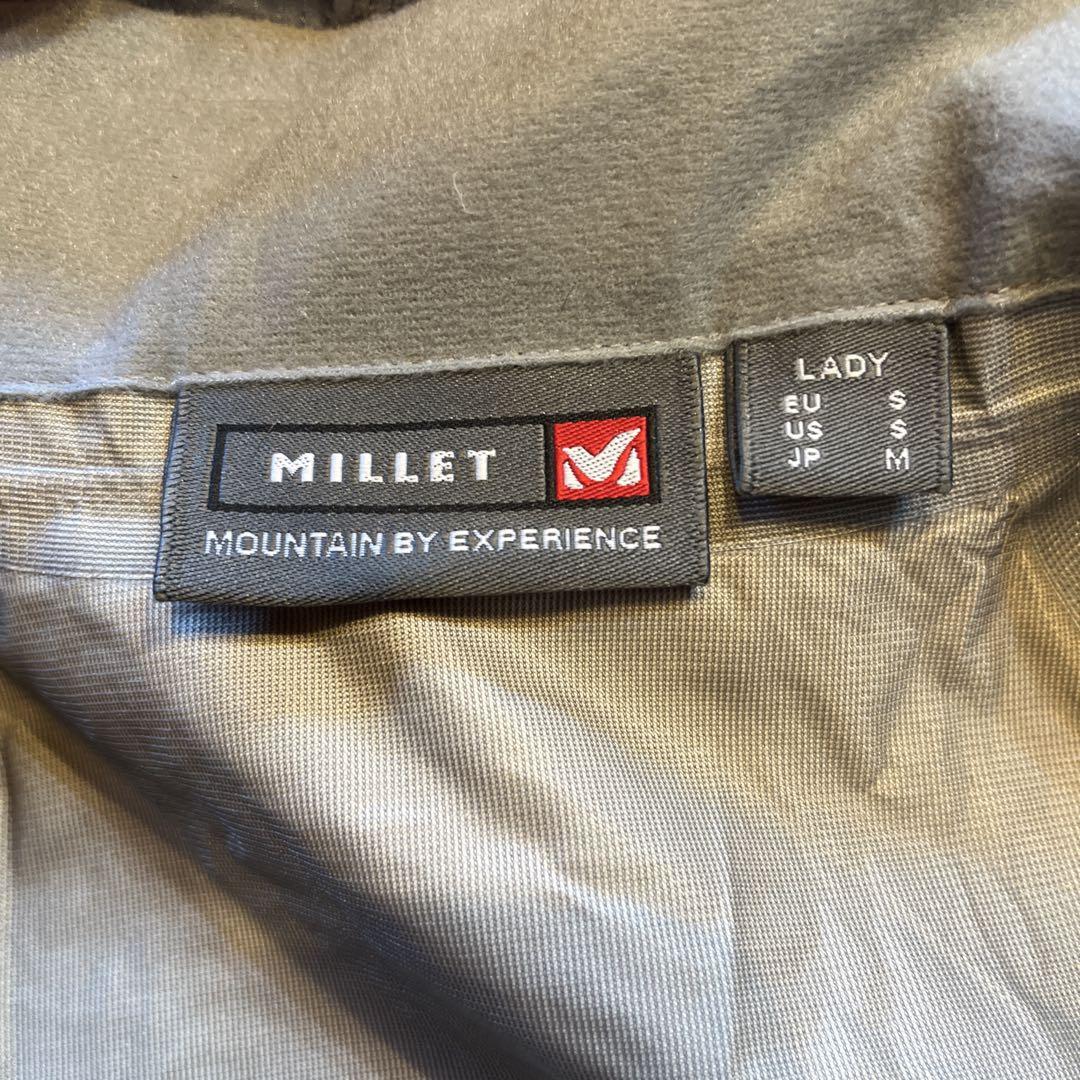 MILLET
MOUNTAIN BY EXPERIENCE
LADY
EU S
US S
JP M